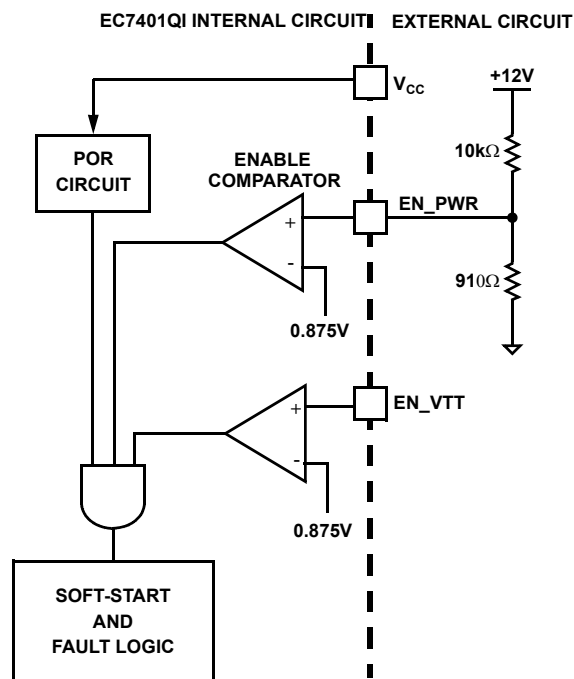 EC7401QI INTERNAL CIRCUIT
EXTERNAL CIRCUIT
VCC
+12V
POR
CIRCUIT
ENABLE
COMPARATOR
10kΩ
EN_PWR
+
-
910Ω
0.875V
EN_VTT
+
-
0.875V
SOFT-START
AND
FAULT LOGIC